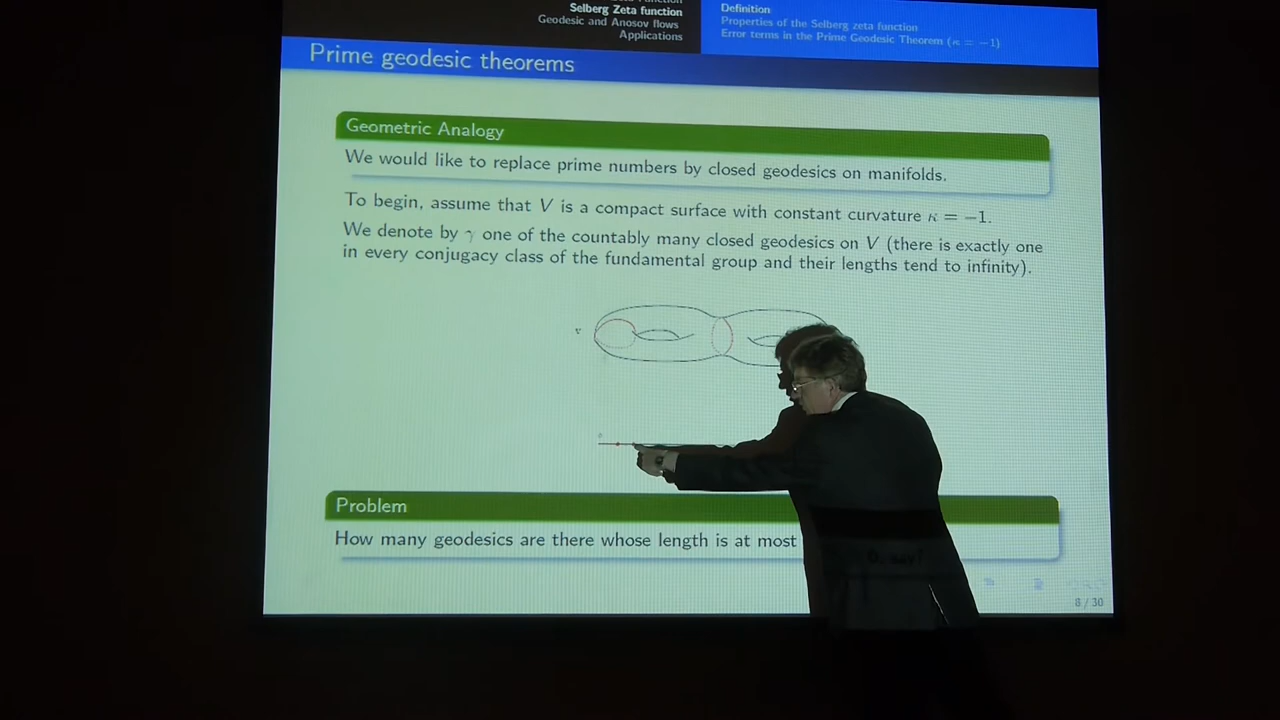 Selberg Zeta function
Geodesic and Anosov flows
Applications
Definition
Properties of the Selberg zeta function
Error terms in the Prime Geodesic Theorem (κ = −1)
Prime geodesic theorems
Geometric Analogy
We would like to replace prime numbers by closed geodesics on manifolds.
To begin, assume that V is a compact surface with constant curvature κ = −1.
We denote by γ one of the countably many closed geodesics on V (there is exactly one
in every conjugacy class of the fundamental group and their lengths tend to infinity).
Problem
How many geodesics are there whose length is at most
8 / 30